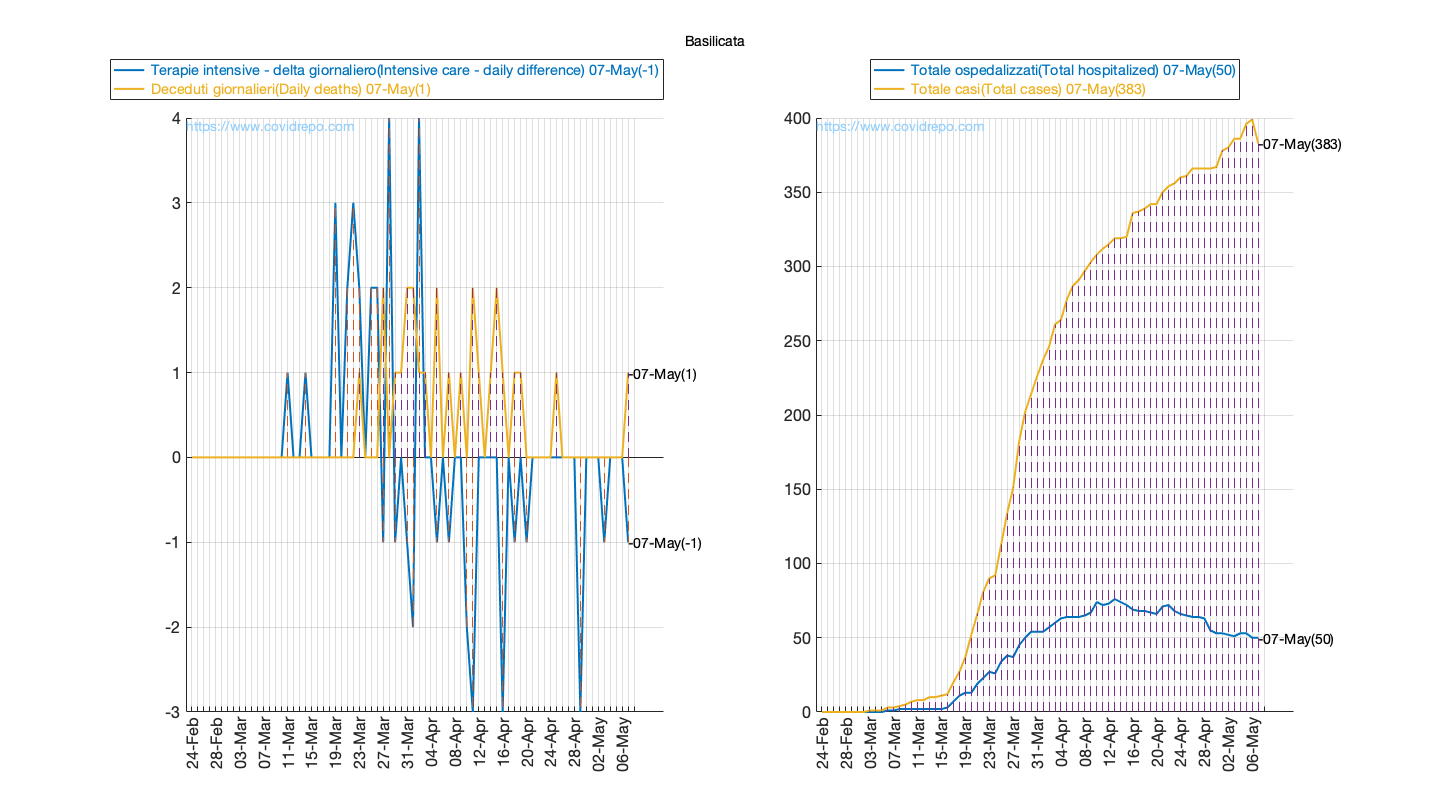 Basilicata
Terapie intensive - delta giornaliero(Intensive care - daily difference) 07-May(-1)
Deceduti giornalieri(Daily deaths) 07-May(1)
https://www.covidrepo.com
4
3
2
1
0
-1
-2
-3
07-May(1)
07-May(-1)
24-Feb
28-Feb
03-Mar
07-Mar
11-Mar
15-Mar
19-Mar
23-Mar
27-Mar
31-Mar
04-Apr
08-Apr
12-Apr
16-Apr
20-Apr
24-Apr
28-Apr
02-May
06-May
Totale ospedalizzati(Total hospitalized) 07-May(50)
Totale casi(Total cases) 07-May(383)
https://www.covidrepo.com
400
350
300
250
200
150
100
50
0
07-May(383)
07-May(50)
24-Feb
28-Feb
03-Mar
07-Mar
11-Mar
15-Mar
19-Mar
23-Mar
27-Mar
31-Mar
04-Apr
08-Apr
12-Apr
16-Apr
20-Apr
24-Apr
28-Apr
02-May
06-May